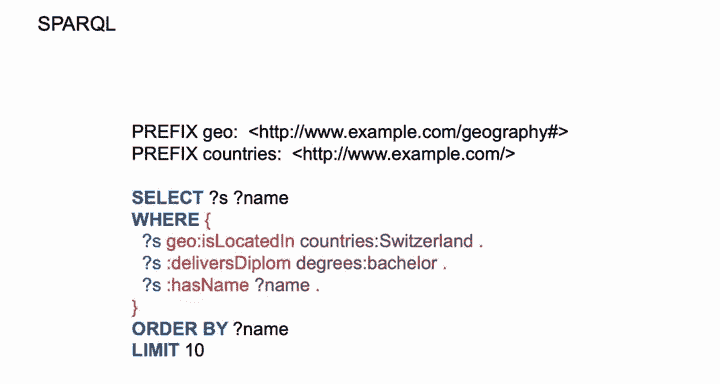 SPARQL
PREFIX geo: <http://www.example.com/geography#>
PREFIX countries: <http://www.example.com/>
SELECT ?s ?name
WHERE {
?s geo:isLocatedIn countries:Switzerland .
?s :deliversDiplom degrees:bachelor .
?s :hasName ?name .
}
ORDER BY ?name
LIMIT 10